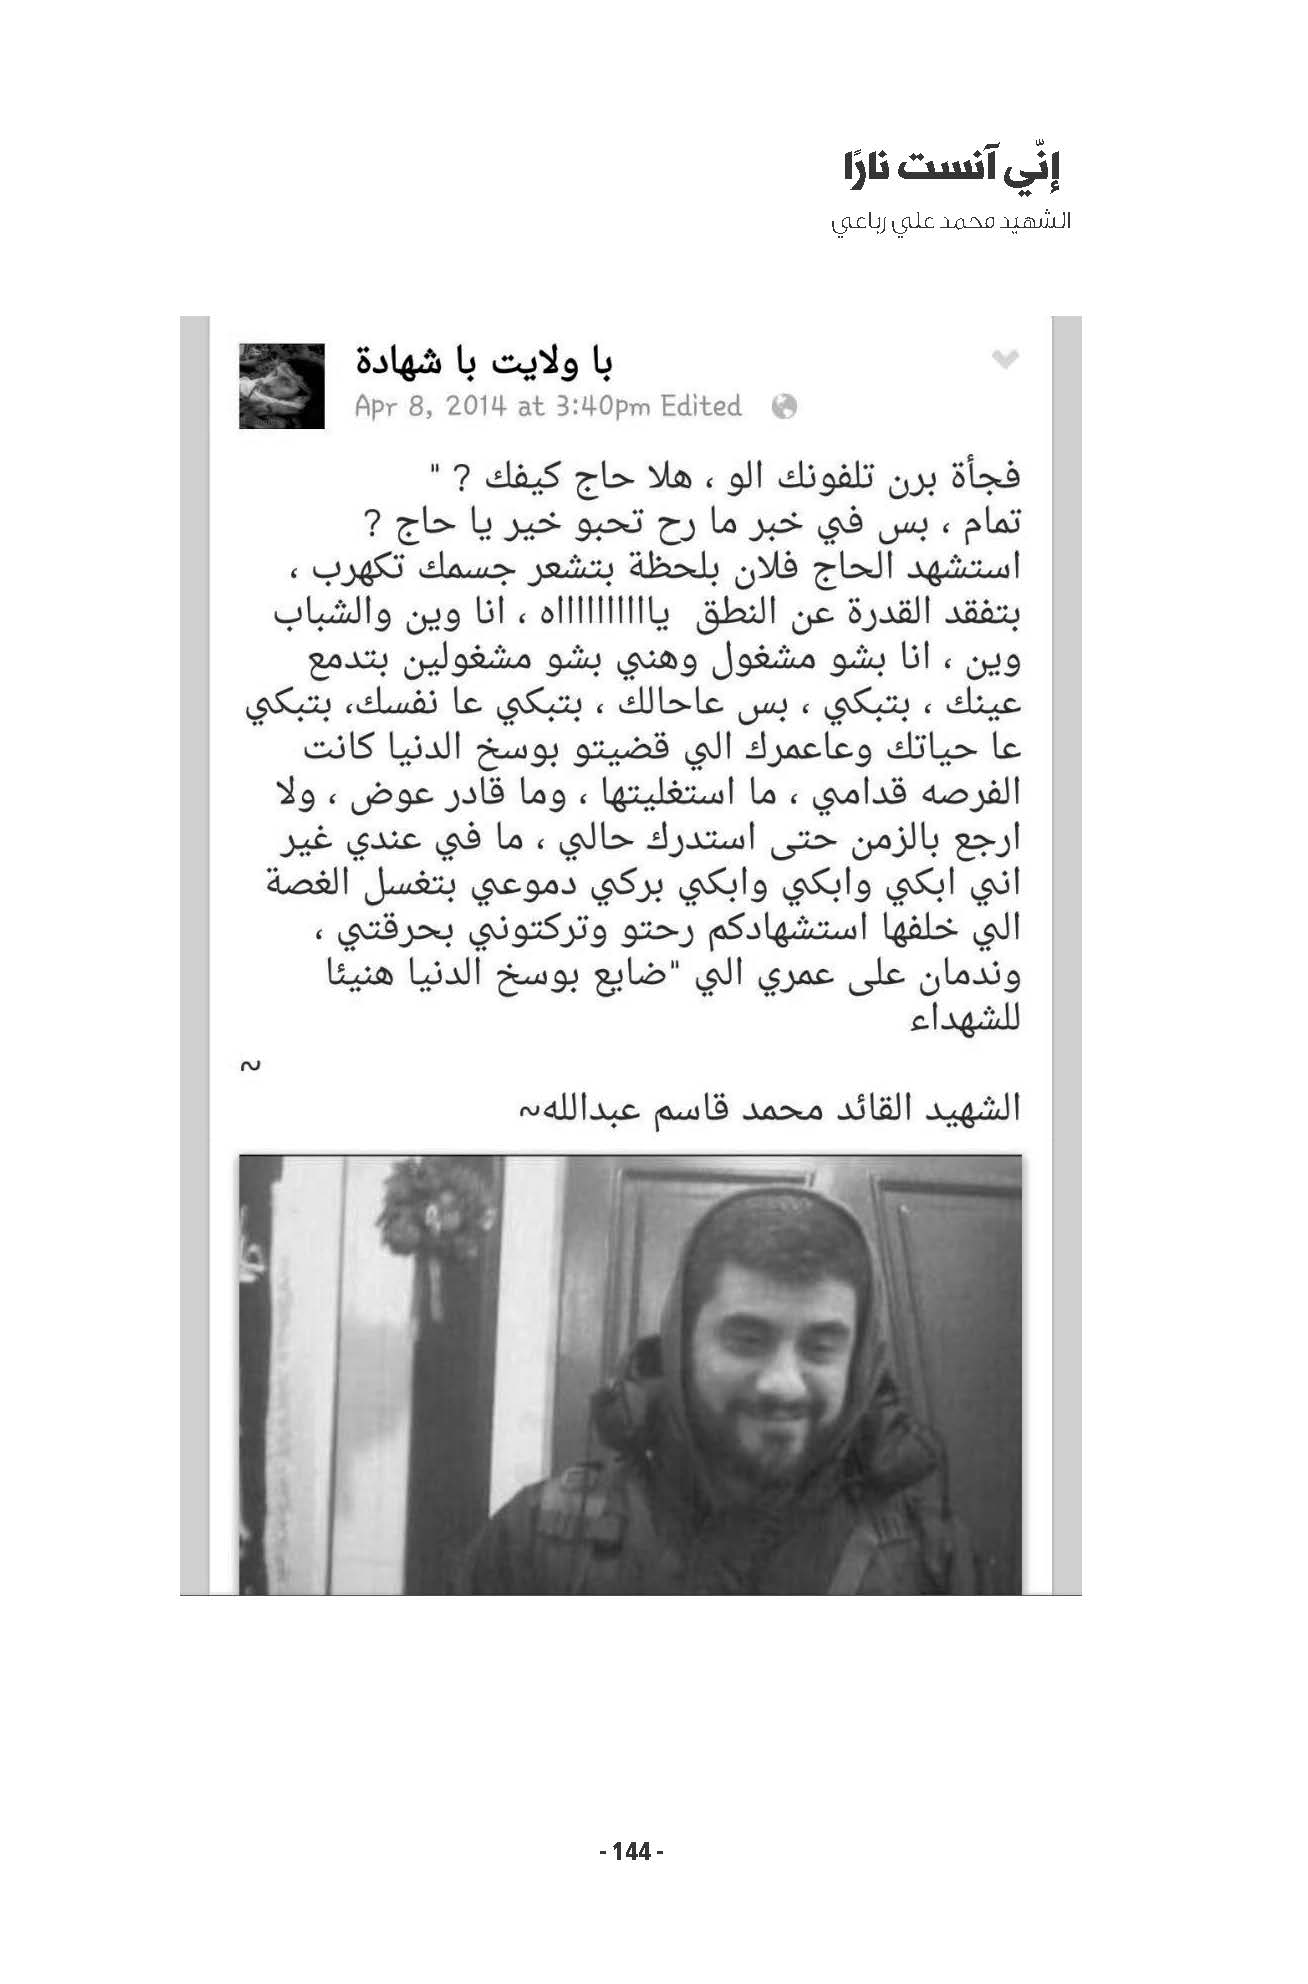 إنّي آنست نارًا
الشهيد محمد علي رباعي
با ولايت با شهادة
Apr 8, 2014 at 3:40pm Edited
فجأة برن تلفونك الو ، هلا حاج كيفك ? "
تمام ، بس في خبر ما رح تحبو خير يا حاج ?
استشهد الحاج فلان بلحظة بتشعر جسمك تكهرب ،
بتفقد القدرة عن النطق ياااااااااااه ، انا وين والشباب
وين ، انا بشو مشغول وهني بشو مشغولين بتدمع
عينك ، بتبكي ، بس عاحالك ، بتبكي عا نفسك، بتبكي
عا حياتك وعاعمرك الي قضيتو بوسخ الدنيا كانت
الفرصه قدامي ، ما استغليتها ، وما قادر عوض ، ولا
ارجع بالزمن حتى استدرك حالي ، ما في عندي غير
اني ابكي وابكي وابكي بركي دموعي بتغسل الغصة
الي خلفها استشهادكم رحتو وتركتوني بحرقتي ،
وندمان على عمري الي "ضايع بوسخ الدنيا هنيئا
للشهداء
~
الشهيد القائد محمد قاسم عبدالله~
- 144 -